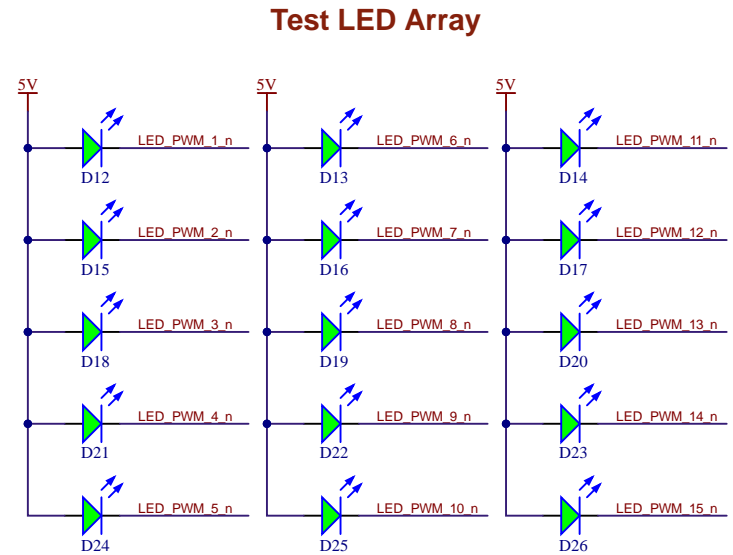 Test LED Array
5V 5V 5V
LED_PWM_1_n LED_PWM_6_n LED_PWM_11_n
D12 D13 D14
LED_PWM_2_n LED_PWM_7_n LED_PWM_12_n
D15 D16 D17
LED_PWM_3_n LED_PWM_8_n LED_PWM_13_n
D18 D19 D20
LED_PWM_4_n LED_PWM_9_n LED_PWM_14_n
D21 D22 D23
LED_PWM_5_n LED_PWM_10_n LED_PWM_15_n
D24 D25 D26